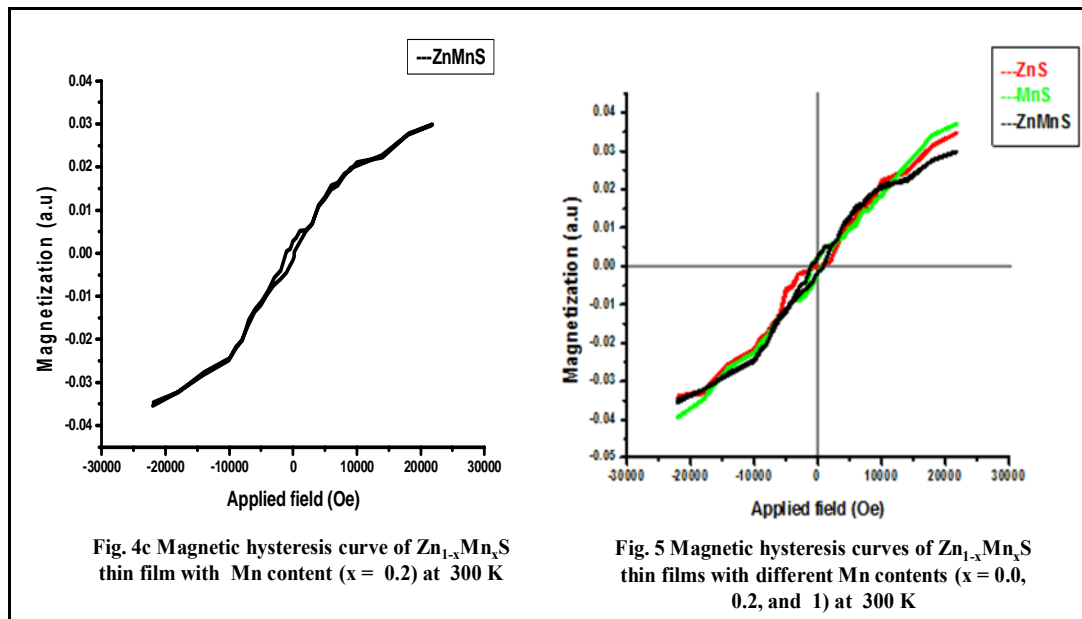 ---ZnMnS
0.04
0.03
0.02
0.01
0.00
-0.01
-0.02
-0.03
-0.04
Magnetization (a.u)
-30000 -20000 -10000 0 10000 20000 30000
Applied field (Oe)
Fig. 4c Magnetic hysteresis curve of Zn1-xMnxS
thin film with Mn content (x = 0.2) at 300 K
---ZnS
---MnS
---ZnMnS
0.04
0.03
0.02
0.01
0.00
-0.01
-0.02
-0.03
-0.04
-0.05
Magnetization (a.u)
-30000 -20000 -10000 0 10000 20000 30000
Applied field (Oe)
Fig. 5 Magnetic hysteresis curves of Zn1-xMnxS
thin films with different Mn contents (x = 0.0,
0.2, and 1) at 300 K